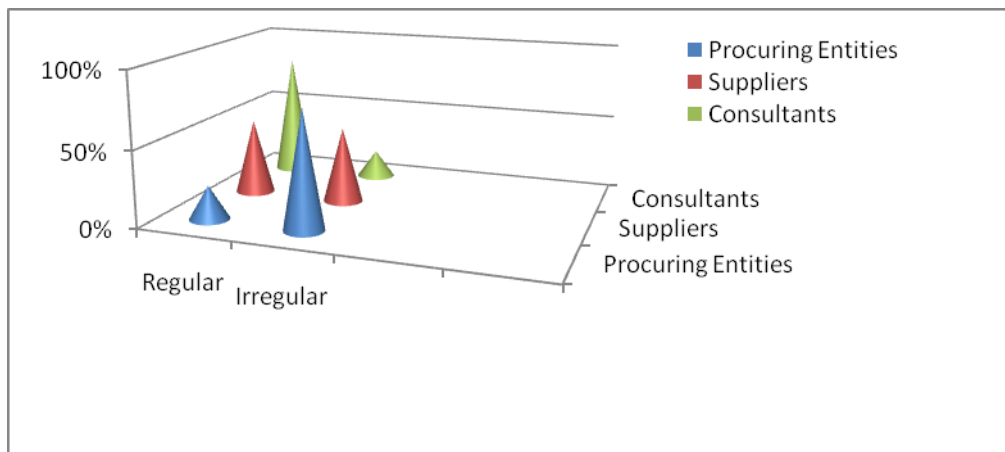 100%
50%
0%
Regular
Irregular
Procuring Entities
Suppliers
Consultants
Consultants
Suppliers
Procuring Entities